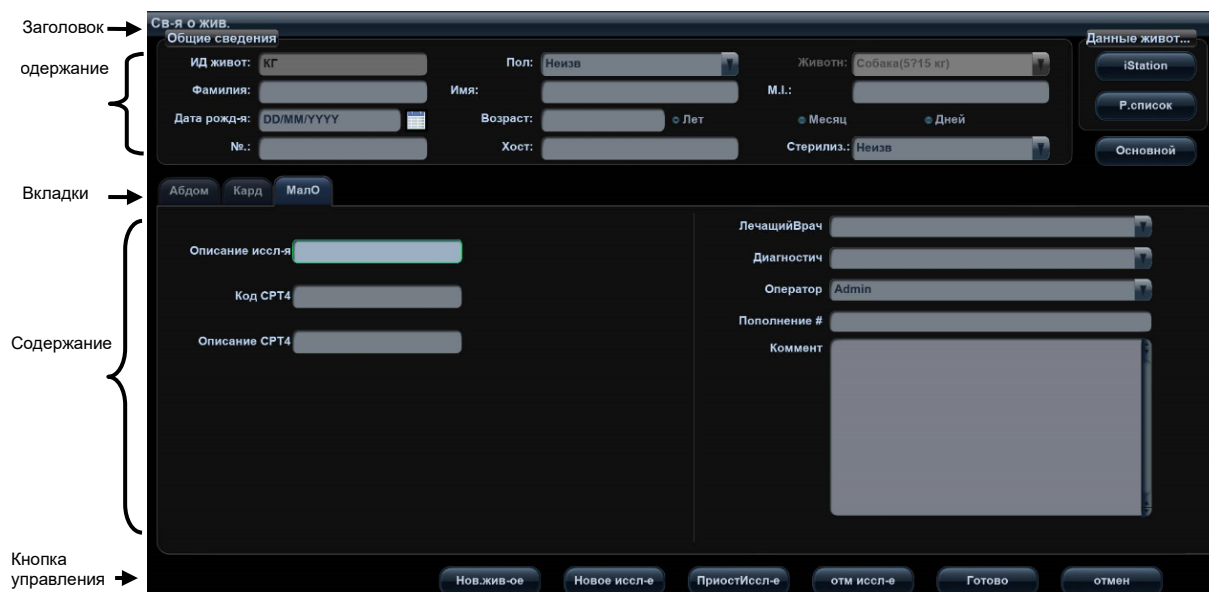 Заголовок
одержание
Вкладки
Содержание
Кнопка
управления
Св-я о жив.
Общие сведения
ИД живот: КГ Пол: Неизв Животн: Собака(5?15 кг)
Фамилия: Имя: M.I.:
Дата рожд-я: DD/MM/YYYY Возраст: Лет Месяц Дней
№.: Хост: Стерилиз.: Неизв
Данные живот...
iStation
Р.список
Основной
Абдом Кард МалО
Описание иссл-я
Код CPT4
Описание CPT4
ЛечащийВрач
Диагностич
Оператор Admin
Пополнение #
Коммент
Нов.жив-ое Новое иссл-е ПриостИссл-е отм иссл-е Готово отмен